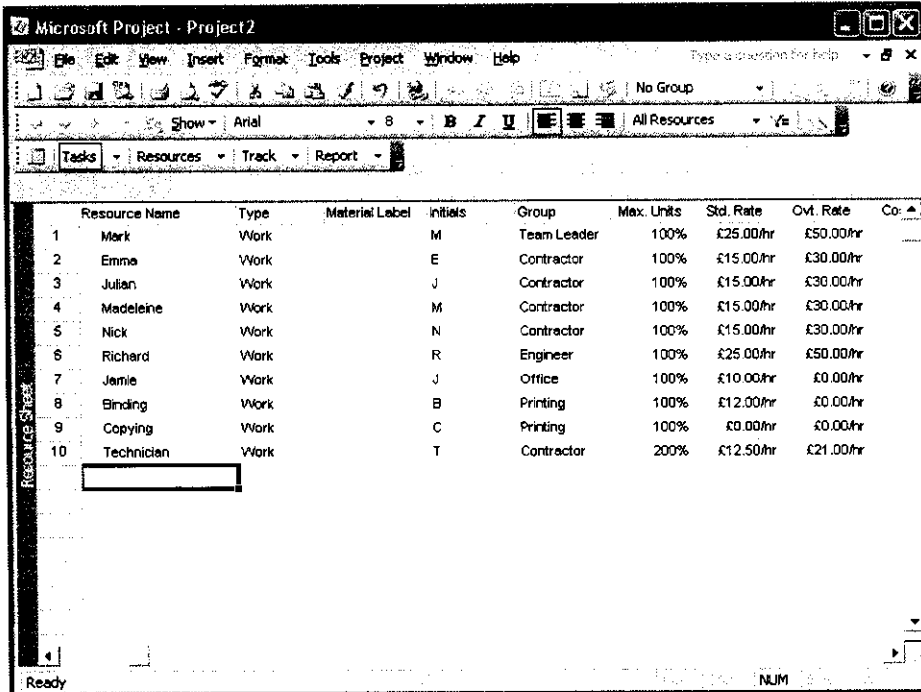 Microsoft Project - Project2
File Edit View Insert Format Tools Project Window Help Type a question for help
No Group
Show Arial 8 B I U All Resources
Tasks Resources Track Report
Resource Name Type Material Label Initials Group Max. Units Std. Rate Ovt. Rate Co
1 Mark Work M Team Leader 100% £25.00/hr £50.00/hr
2 Emma Work E Contractor 100% £15.00/hr £30.00/hr
3 Julian Work J Contractor 100% £15.00/hr £30.00/hr
4 Madeleine Work M Contractor 100% £15.00/hr £30.00/hr
5 Nick Work N Contractor 100% £15.00/hr £30.00/hr
6 Richard Work R Engineer 100% £25.00/hr £50.00/hr
7 Jamie Work J Office 100% £10.00/hr £0.00/hr
8 Binding Work B Printing 100% £12.00/hr £0.00/hr
9 Copying Work C Printing 100% £0.00/hr £0.00/hr
10 Technician Work T Contractor 200% £12.50/hr £21.00/hr
Resource Sheet
Ready NUM